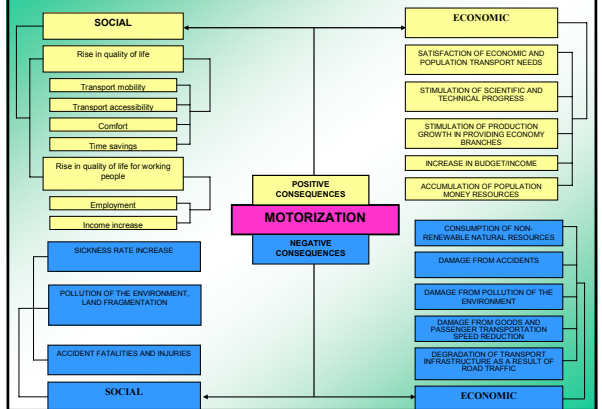 SOCIAL
Rise in quality of life
Transport mobility
Transport accessibility
Comfort
Time savings
Rise in quality of life for working
people
Employment
Income increase
ECONOMIC
SATISFACTION OF ECONOMIC AND
POPULATION TRANSPORT NEEDS
STIMULATION OF SCIENTIFIC AND
TECHNICAL PROGRESS
STIMULATION OF PRODUCTION
GROWTH IN PROVIDING ECONOMY
BRANCHES
INCREASE IN BUDGET/INCOME
ACCUMULATION OF POPULATION
MONEY RESOURCES
POSITIVE
CONSEQUENCES
MOTORIZATION
NEGATIVE
CONSEQUENCES
SICKNESS RATE INCREASE
POLLUTION OF THE ENVIRONMENT,
LAND FRAGMENTATION
ACCIDENT FATALITIES AND INJURIES
SOCIAL
CONSUMPTION OF NON-
RENEWABLE NATURAL RESOURCES
DAMAGE FROM ACCIDENTS
DAMAGE FROM POLLUTION OF THE
ENVIRONMENT
DAMAGE FROM GOODS AND
PASSENGER TRANSPORTATION
SPEED REDUCTION
DEGRADATION OF TRANSPORT
INFRASTRUCTURE AS A RESULT OF
ROAD TRAFFIC
ECONOMIC